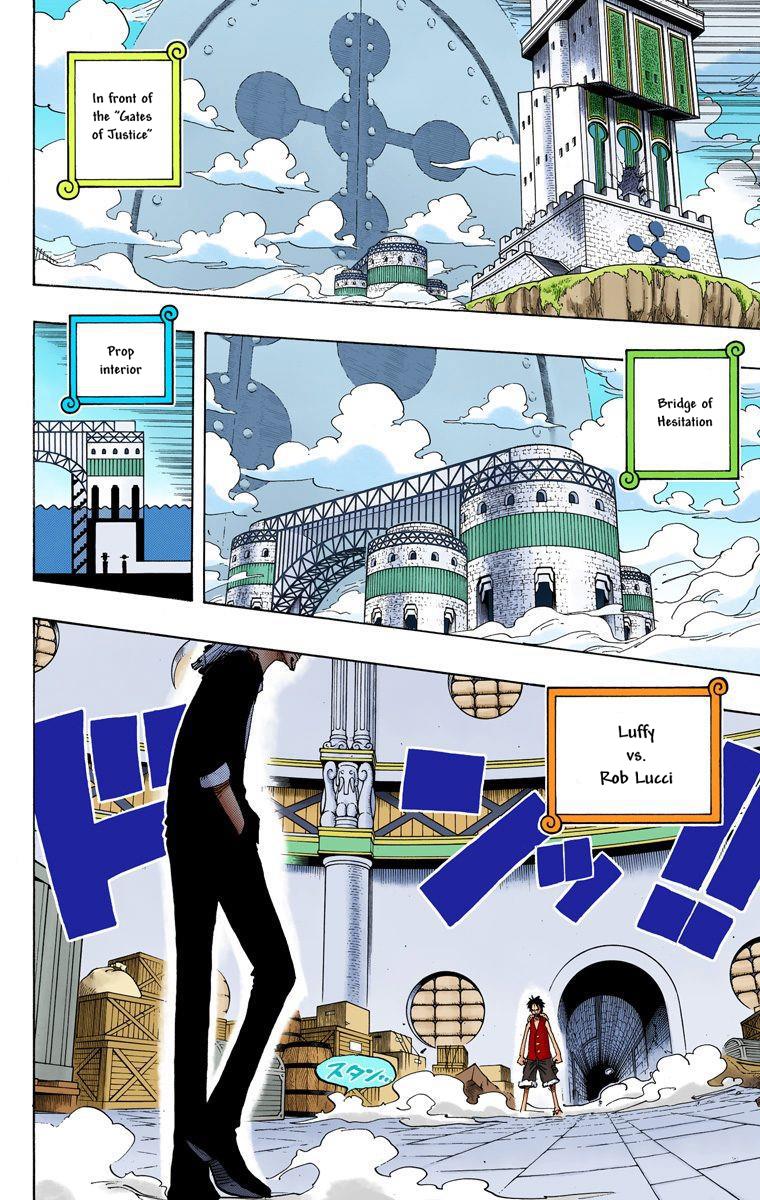 In front of
the "Gates
of Justice"
Prop
interior
Bridge of
Hesitation
Luffy
vs.
Rob Lucci
ドンッ!!
スタン‥